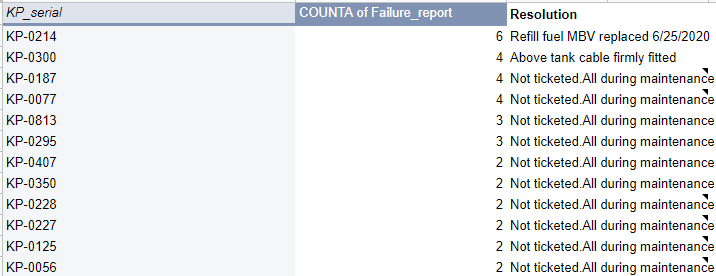 KP_serial COUNTA of Failure_report Resolution
KP-0214 6 Refill fuel MBV replaced 6/25/2020
KP-0300 4 Above tank cable firmly fitted
KP-0187 4 Not ticketed.All during maintenance
KP-0077 4 Not ticketed.All during maintenance
KP-0813 3 Not ticketed.All during maintenance
KP-0295 3 Not ticketed.All during maintenance
KP-0407 2 Not ticketed.All during maintenance
KP-0350 2 Not ticketed.All during maintenance
KP-0228 2 Not ticketed.All during maintenance
KP-0227 2 Not ticketed.All during maintenance
KP-0125 2 Not ticketed.All during maintenance
KP-0056 2 Not ticketed.All during maintenance